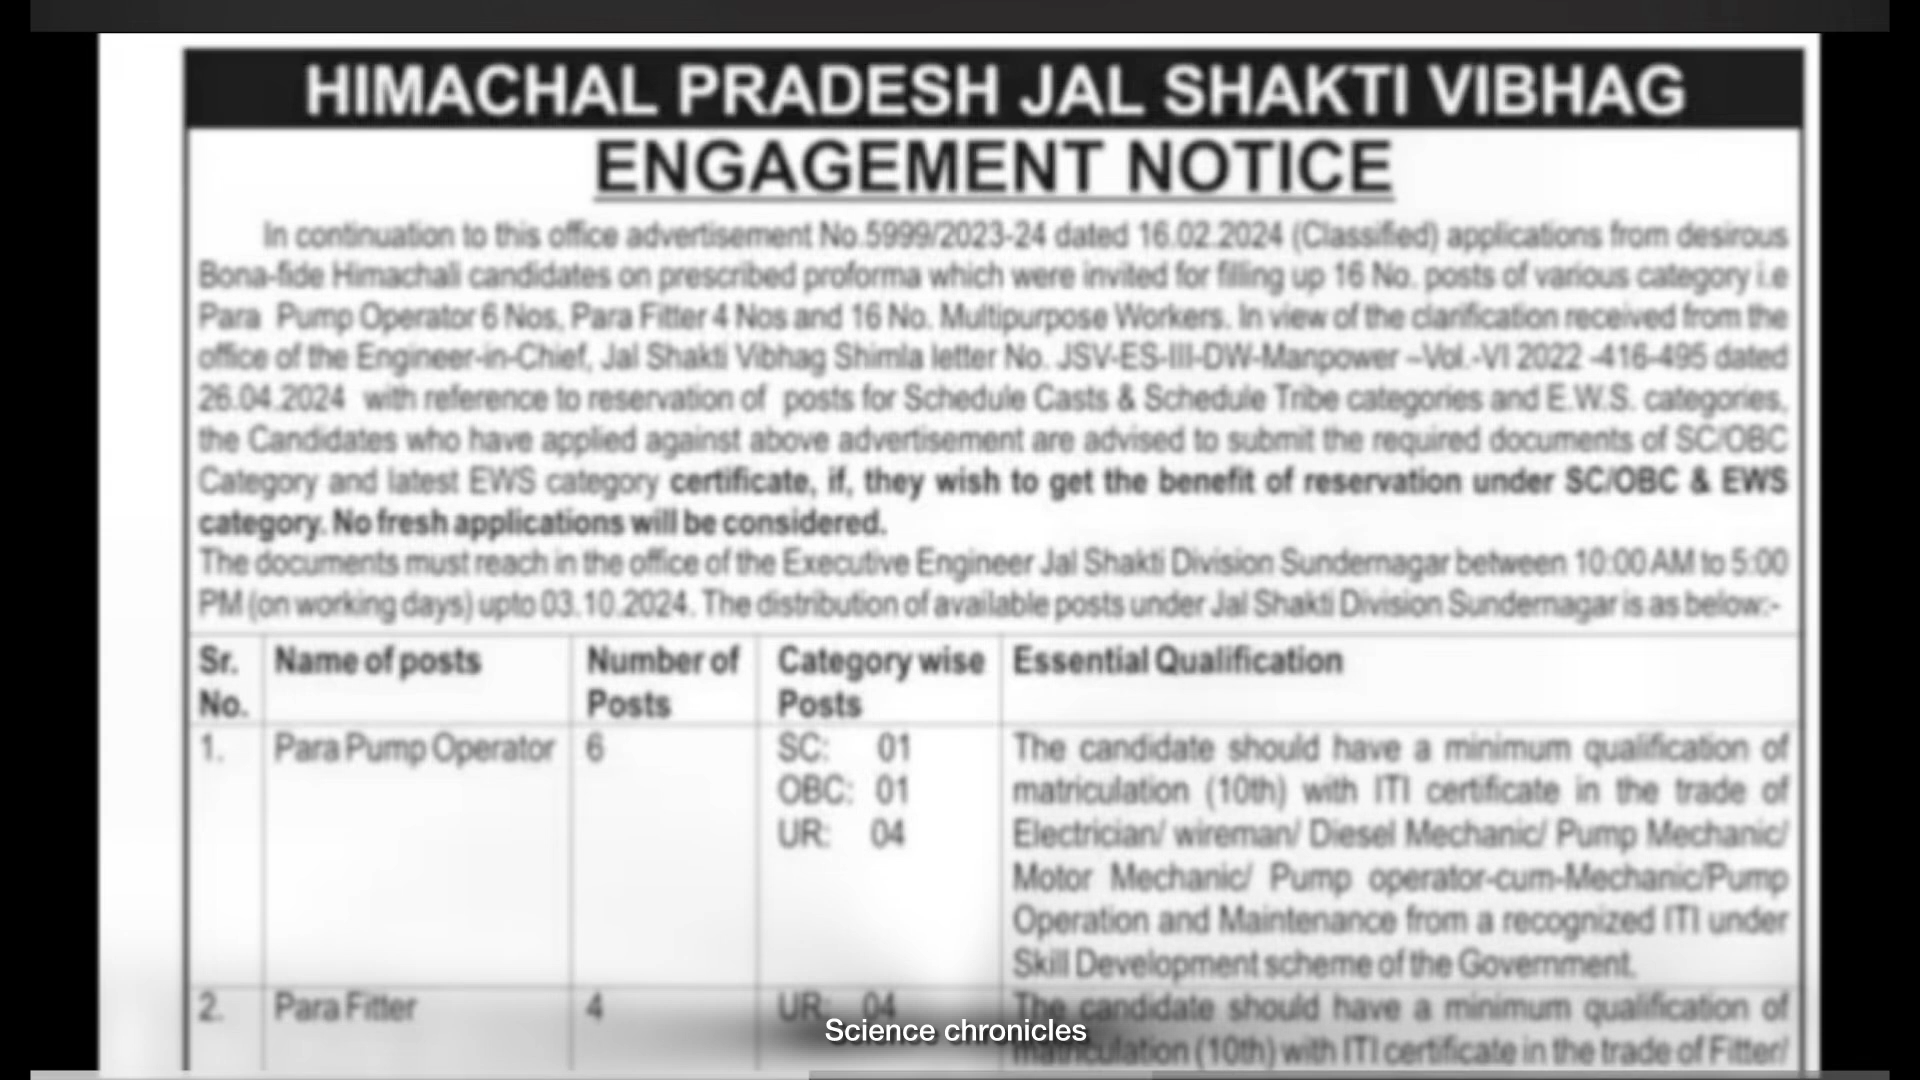 HIMACHAL PRADESH JAL SHAKTI VIBHAG
ENGAGEMENT NOTICE
In continuation to this office advertisement No.5999/2023-24 dated 16.02.2024 (Classified) applications from desirous
Bona-fide Himachali candidates on prescribed proforma which were invited for filling up 16 No. posts of various category i.e
Para Pump Operator 6 Nos, Para Fitter 4 Nos and 16 No. Multipurpose Workers. In view of the clarification received from the
office of the Engineer-in-Chief, Jal Shakti Vibhag Shimla letter No. JSV-ES-III-DW-Manpower –Vol.-VI 2022 -416-495 dated
26.04.2024 with reference to reservation of posts for Schedule Casts & Schedule Tribe categories and E.W.S. categories,
the Candidates who have applied against above advertisement are advised to submit the required documents of SC/OBC
Category and latest EWS category certificate, if, they wish to get the benefit of reservation under SC/OBC & EWS
category. No fresh applications will be considered.
The documents must reach in the office of the Executive Engineer Jal Shakti Division Sundernagar between 10:00 AM to 5:00
PM (on working days) upto 03.10.2024. The distribution of available posts under Jal Shakti Division Sundernagar is as below:-
Sr. No. Name of posts Number of Posts Category wise Posts Essential Qualification
1. Para Pump Operator 6 SC: 01 The candidate should have a minimum qualification of
OBC: 01 matriculation (10th) with ITI certificate in the trade of
UR: 04 Electrician/ wireman/ Diesel Mechanic/ Pump Mechanic/
Motor Mechanic/ Pump operator-cum-Mechanic/Pump
Operation and Maintenance from a recognized ITI under
Skill Development scheme of the Government.
2. Para Fitter 4 UR: 04 The candidate should have a minimum qualification of
matriculation (10th) with ITI certificate in the trade of Fitter/
Science chronicles